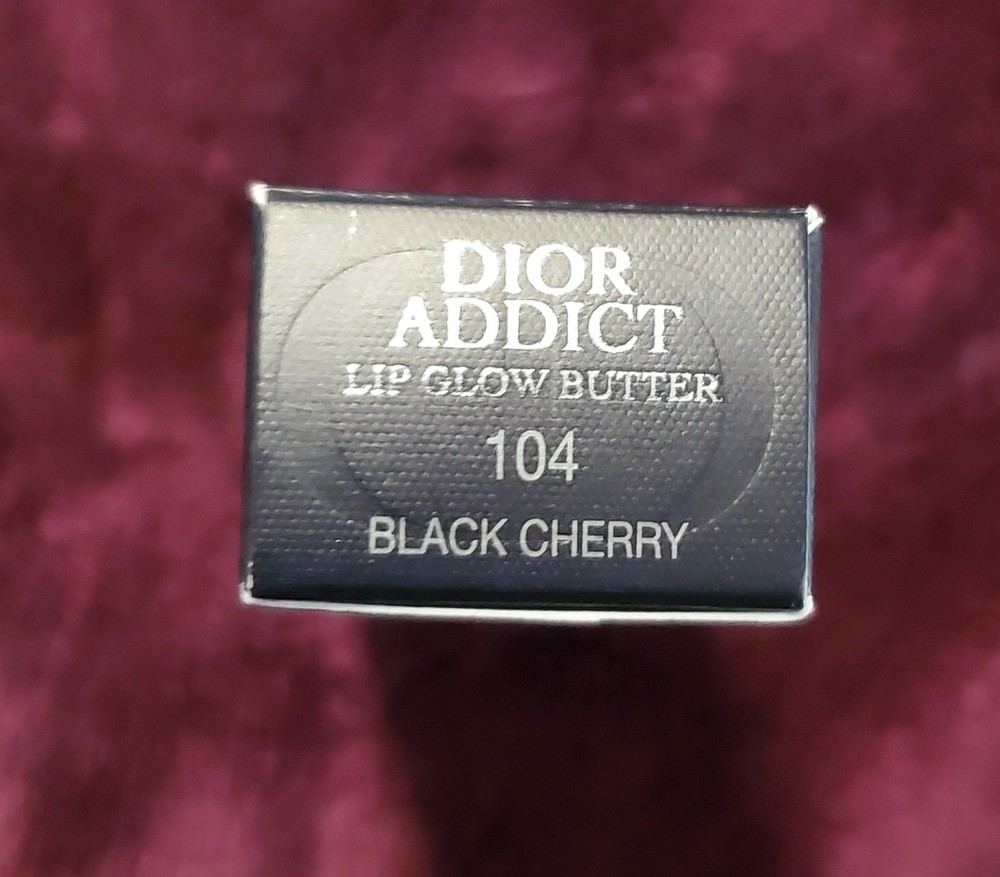 DIOR
ADDICT
LIP GLOW BUTTER
104
BLACK CHERRY